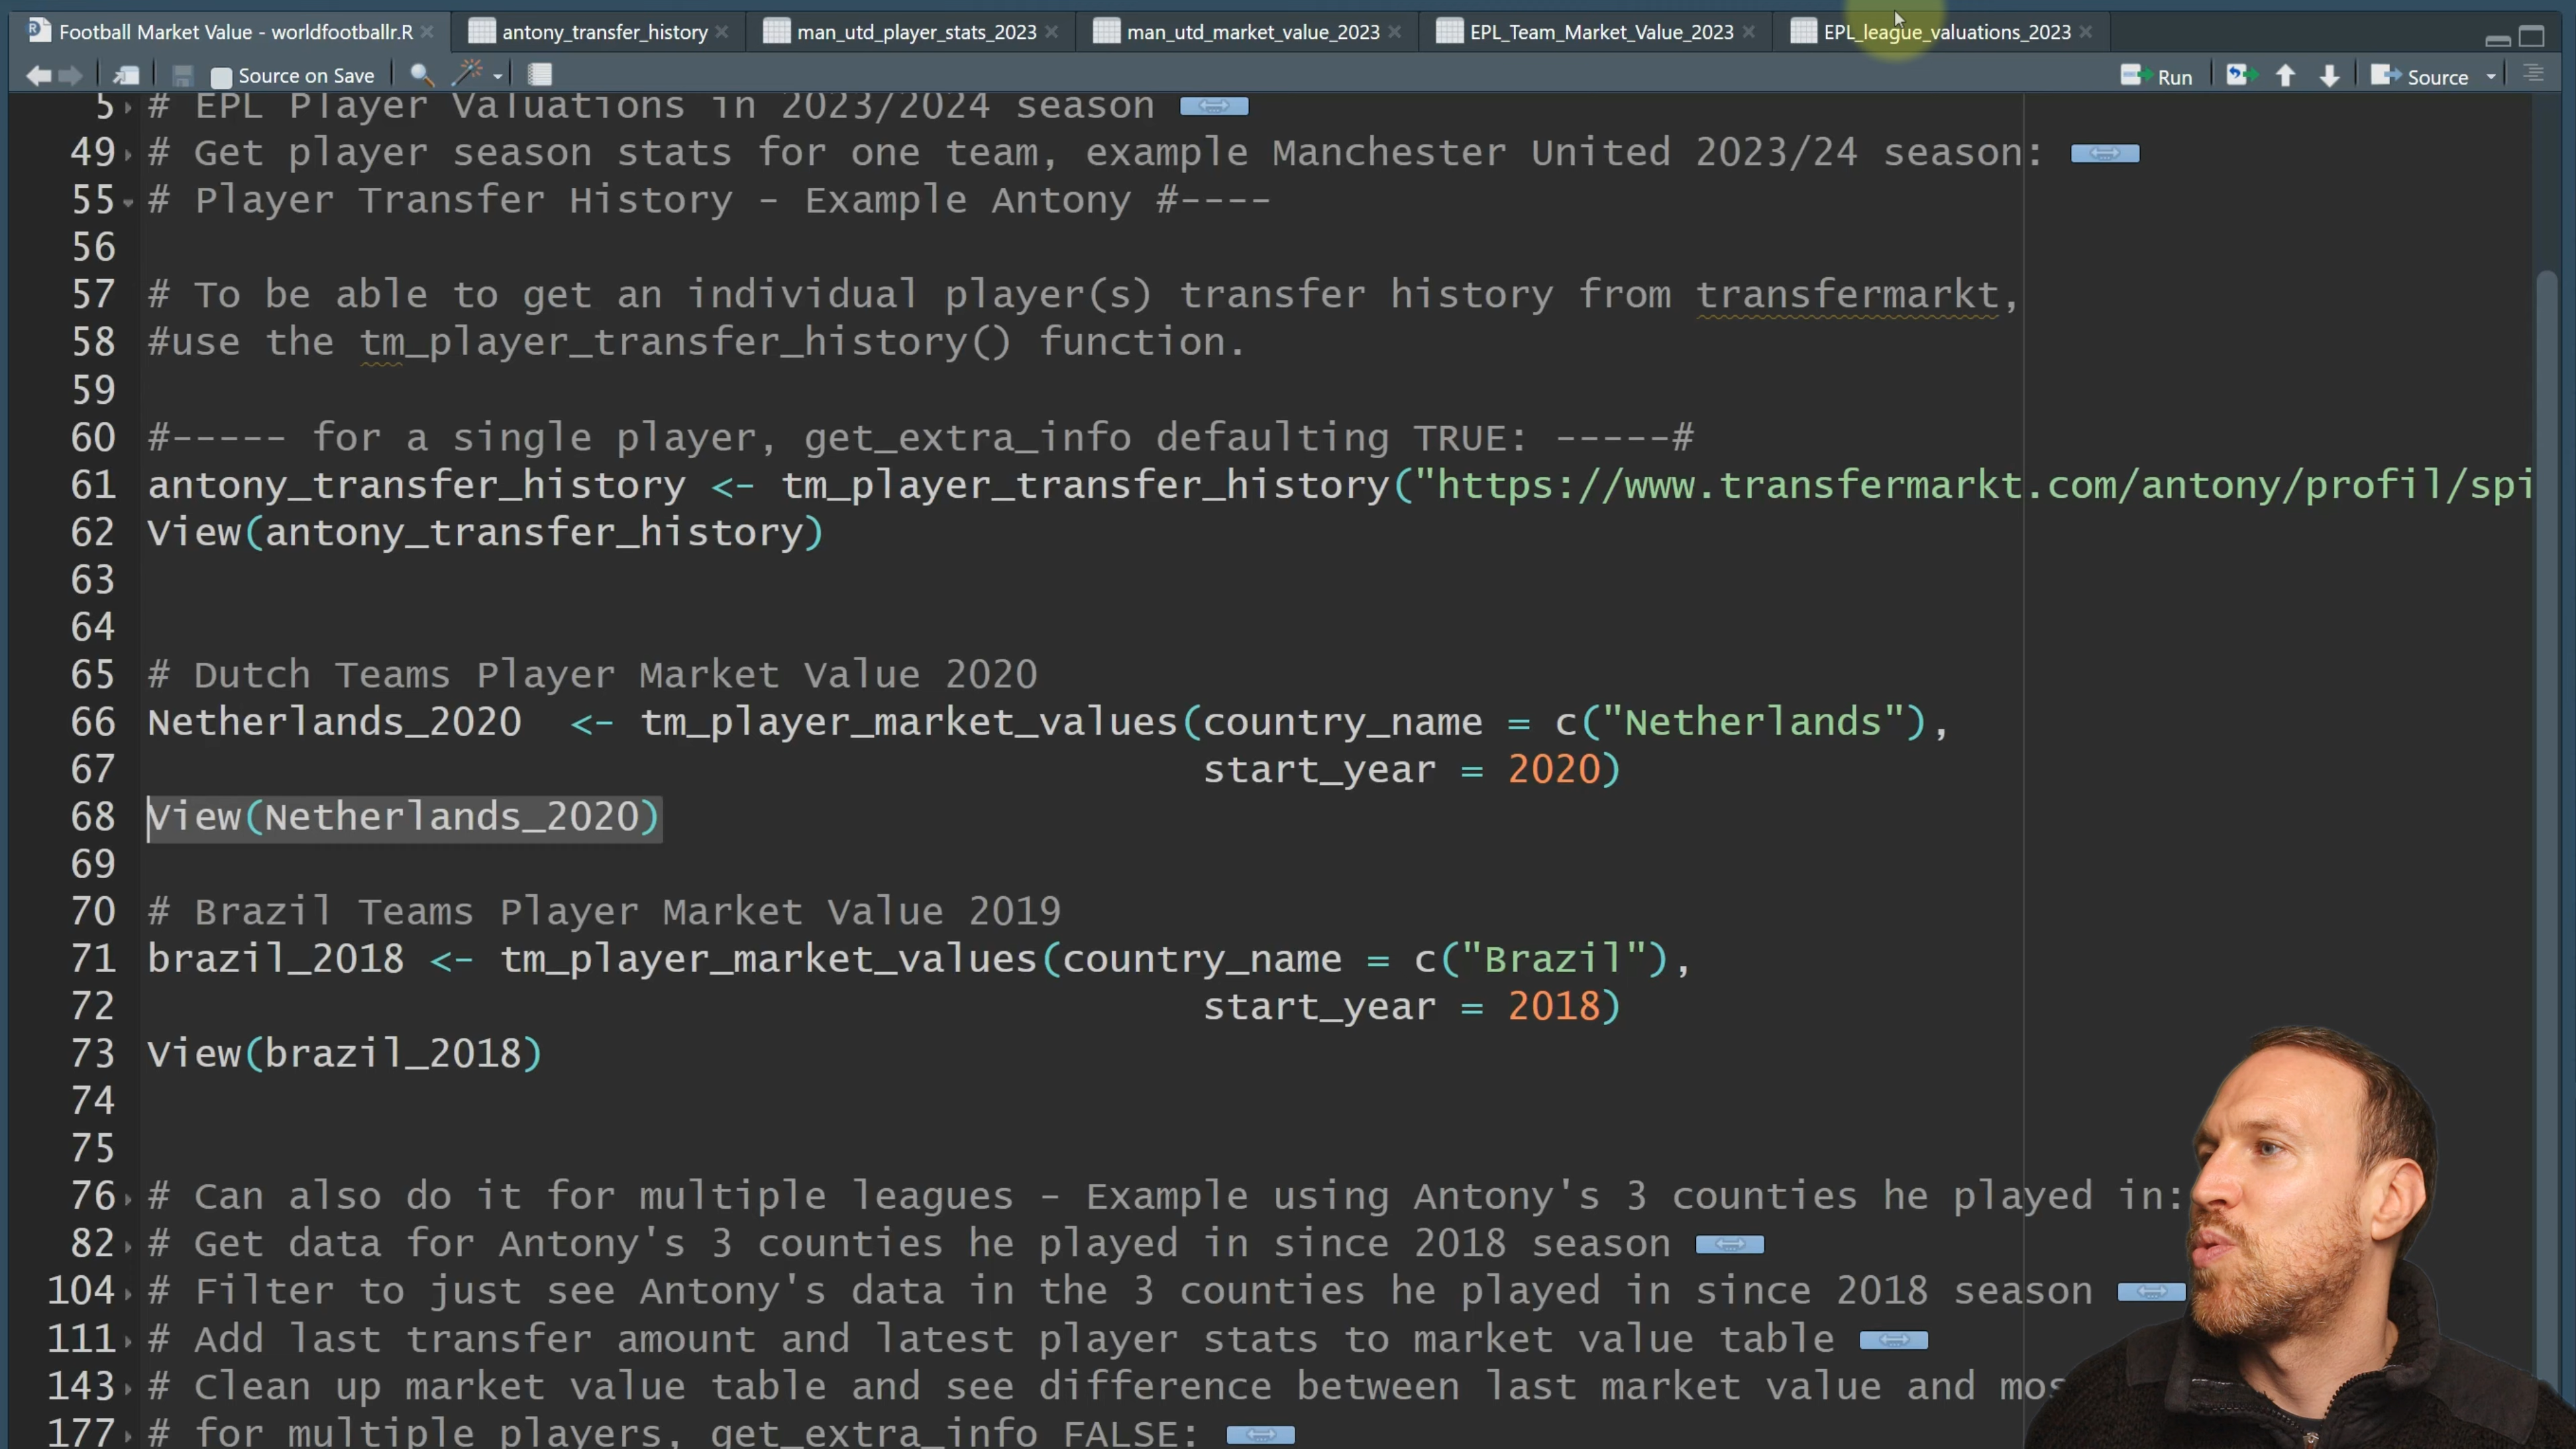 Football Market Value - worldfootballr.R
antony_transfer_history
man_utd_player_stats_2023
man_utd_market_value_2023
EPL_Team_Market_Value_2023
EPL_league_valuations_2023
Source on Save
Run
Source
5 # EPL Player Valuations in 2023/2024 season
49 # Get player season stats for one team, example Manchester United 2023/24 season:
55 # Player Transfer History - Example Antony #----
56
57 # To be able to get an individual player(s) transfer history from transfermarkt,
58 #use the tm_player_transfer_history() function.
59
60 #----- for a single player, get_extra_info defaulting TRUE: -----#
61 antony_transfer_history <- tm_player_transfer_history("https://www.transfermarkt.com/antony/profil/spi
62 View(antony_transfer_history)
63
64
65 # Dutch Teams Player Market Value 2020
66 Netherlands_2020 <- tm_player_market_values(country_name = c("Netherlands"),
67 start_year = 2020)
68 View(Netherlands_2020)
69
70 # Brazil Teams Player Market Value 2019
71 brazil_2018 <- tm_player_market_values(country_name = c("Brazil"),
72 start_year = 2018)
73 View(brazil_2018)
74
75
76 # Can also do it for multiple leagues - Example using Antony's 3 counties he played in:
82 # Get data for Antony's 3 counties he played in since 2018 season
104 # Filter to just see Antony's data in the 3 counties he played in since 2018 season
111 # Add last transfer amount and latest player stats to market value table
143 # Clean up market value table and see difference between last market value and mos
177 # for multiple players, get_extra_info FALSE: